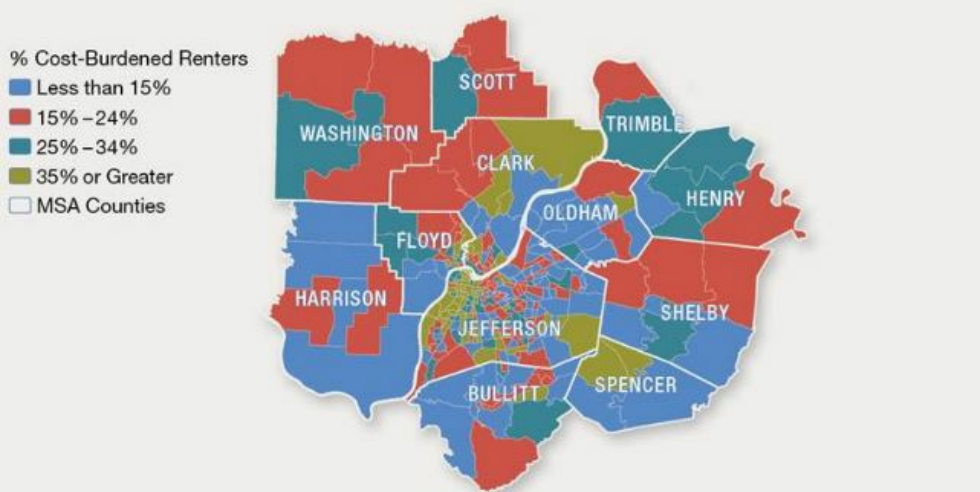 % Cost-Burdened Renters
Less than 15%
15%–24%
25%–34%
35% or Greater
MSA Counties
SCOTT
WASHINGTON
TRIMBLE
CLARK
HENRY
OLDHAM
FLOYD
HARRISON
SHELBY
JEFFERSON
SPENCER
BULLITT